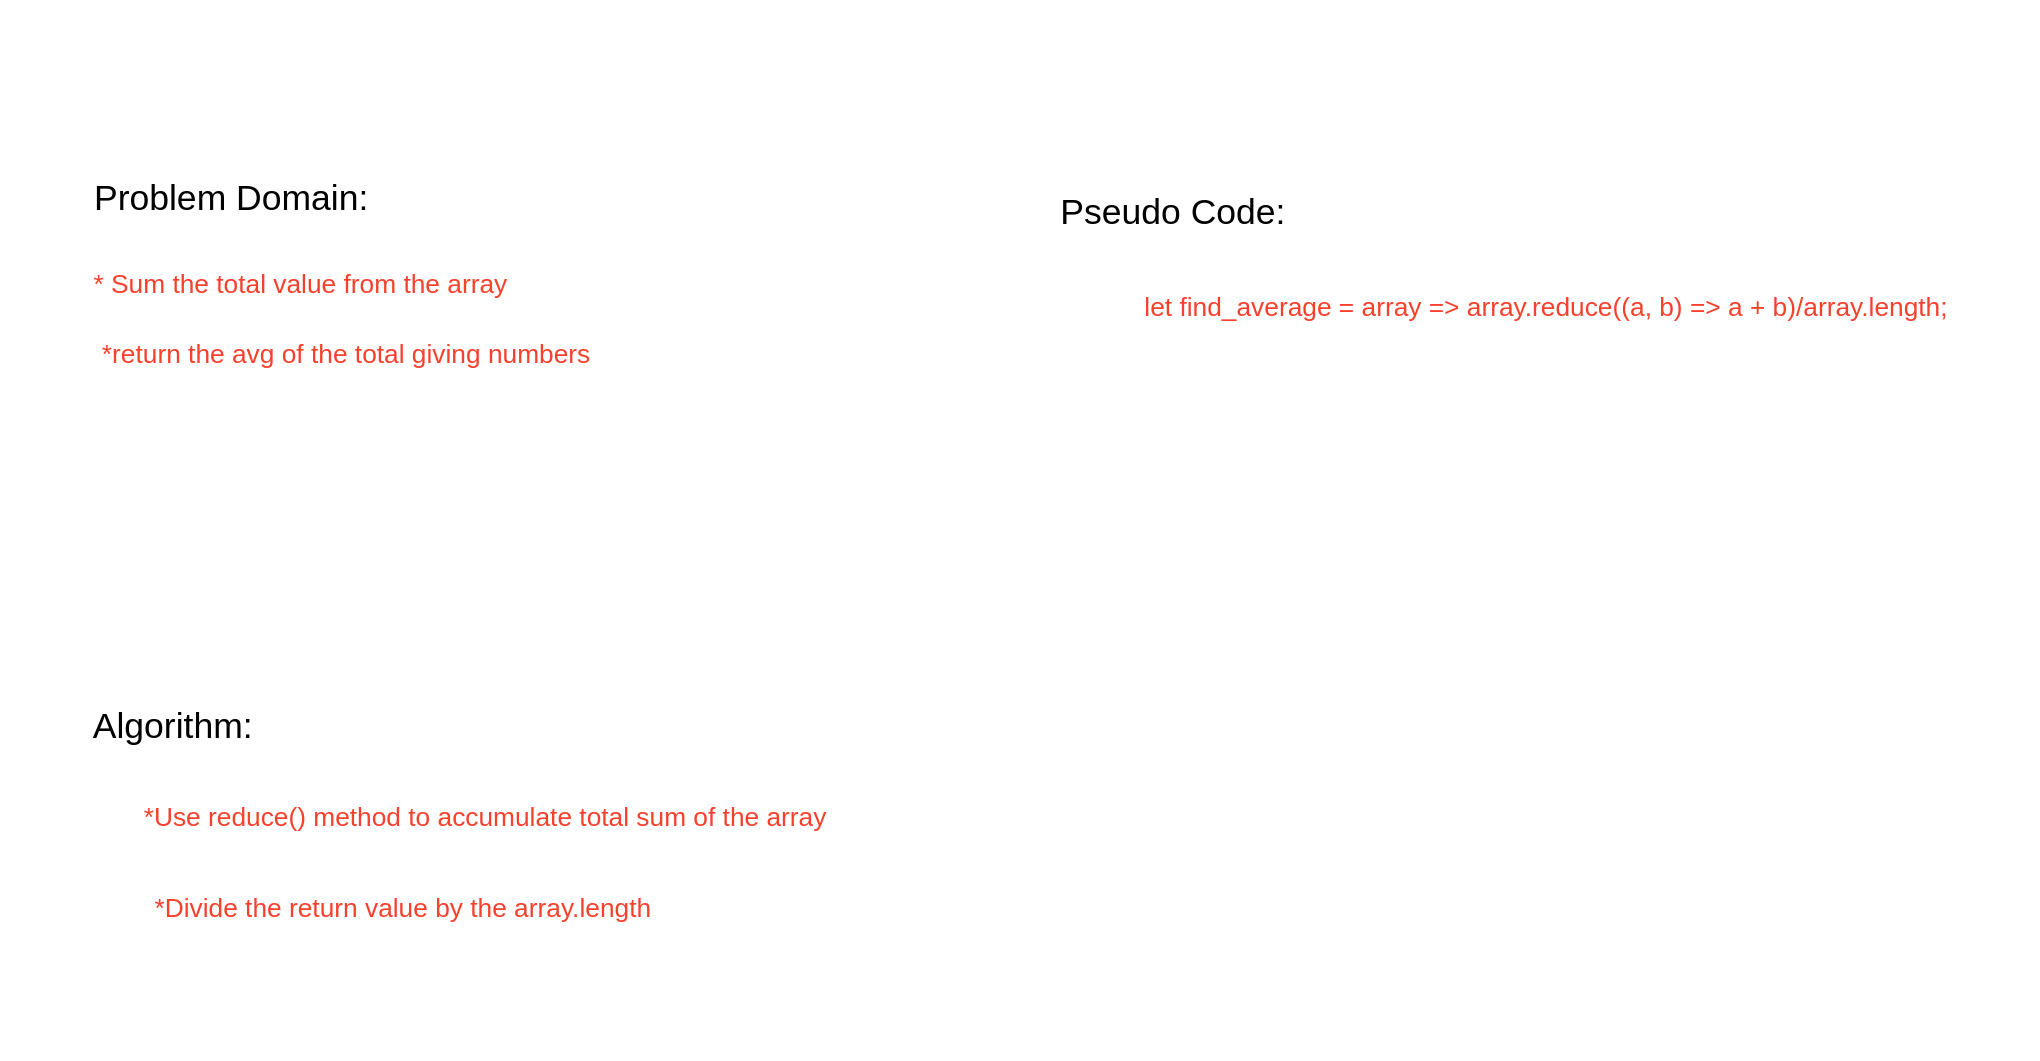 Problem Domain:
* Sum the total value from the array
*return the avg of the total giving numbers
Pseudo Code:
let find_average = array => array.reduce((a, b) => a + b)/array.length;
Algorithm:
*Use reduce() method to accumulate total sum of the array
*Divide the return value by the array.length